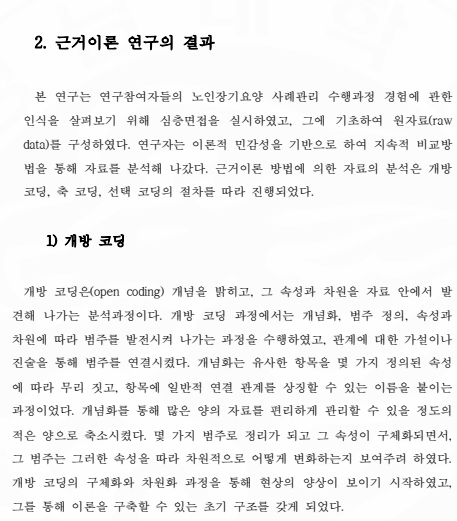 2. 근거이론 연구의 결과
본 연구는 연구참여자들의 노인장기요양 사례관리 수행과정 경험에 관한
인식을 살펴보기 위해 심층면접을 실시하였고, 그에 기초하여 원자료(raw
data)를 구성하였다. 연구자는 이론적 민감성을 기반으로 하여 지속적 비교방
법을 통해 자료를 분석해 나갔다. 근거이론 방법에 의한 자료의 분석은 개방
코딩, 축 코딩, 선택 코딩의 절차를 따라 진행되었다.
1) 개방 코딩
개방 코딩은(open coding) 개념을 밝히고, 그 속성과 차원을 자료 안에서 발
견해 나가는 분석과정이다. 개방 코딩 과정에서는 개념화, 범주 정의, 속성과
차원에 따라 범주를 발전시켜 나가는 과정을 수행하였고, 관계에 대한 가설이나
진술을 통해 범주를 연결시켰다. 개념화는 유사한 항목을 몇 가지 정의된 속성
에 따라 무리 짓고, 항목에 일반적 연결 관계를 상징할 수 있는 이름을 붙이는
과정이었다. 개념화를 통해 많은 양의 자료를 편리하게 관리할 수 있을 정도의
적은 양으로 축소시켰다. 몇 가지 범주로 정리가 되고 그 속성이 구체화되면서,
그 범주는 그러한 속성을 따라 차원적으로 어떻게 변화하는지 보여주려 하였다.
개방 코딩의 구체화와 차원화 과정을 통해 현상의 양상이 보이기 시작하였고,
그를 통해 이론을 구축할 수 있는 초기 구조를 갖게 되었다.